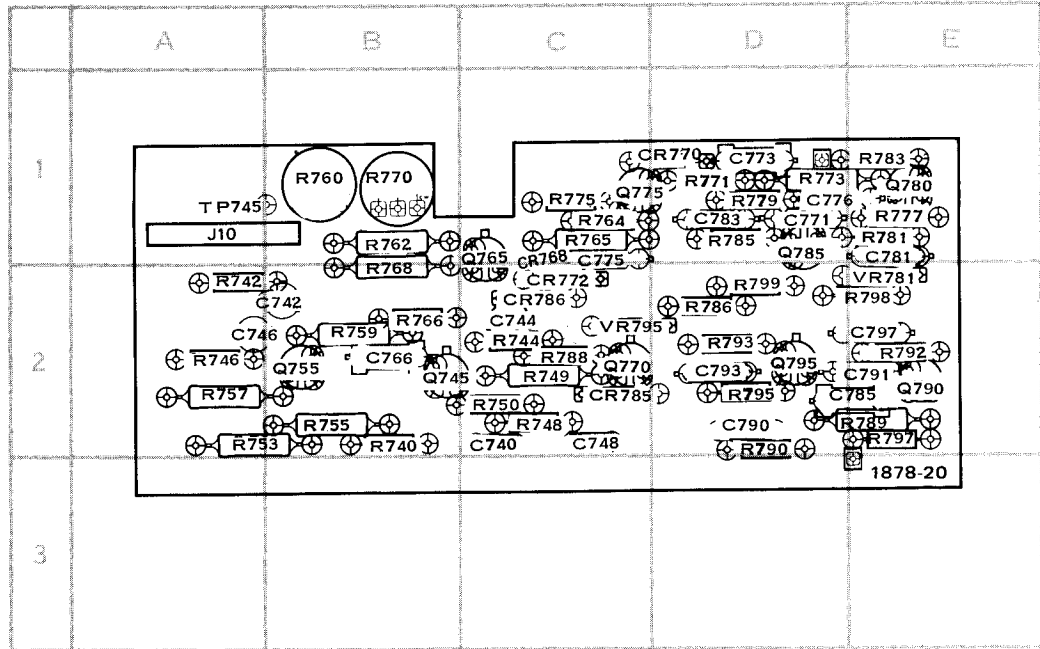 A B C D E
1
CR770 C773 R783
R760 R770 R771 R773 Q780
Q775
TP745 R775 R779 C776
R764 C783 C771 R777
J10 R762 R765 R785 R781
Q765 CR768 C775 Q785 C781
R768
R742 CR772 R799 VR781
C742 CR786 R786 R798
2
C746 R759 R766 C744 VR795 C797
R744 R793
R746 C766 R788 R792
Q755 Q745 R749 Q770 C793 Q795 C791
R757 CR785 R795 C785 Q790
R750
R755 R748 C790 R789
R753 R740 C740 C748 R790 R797
1878-20
3